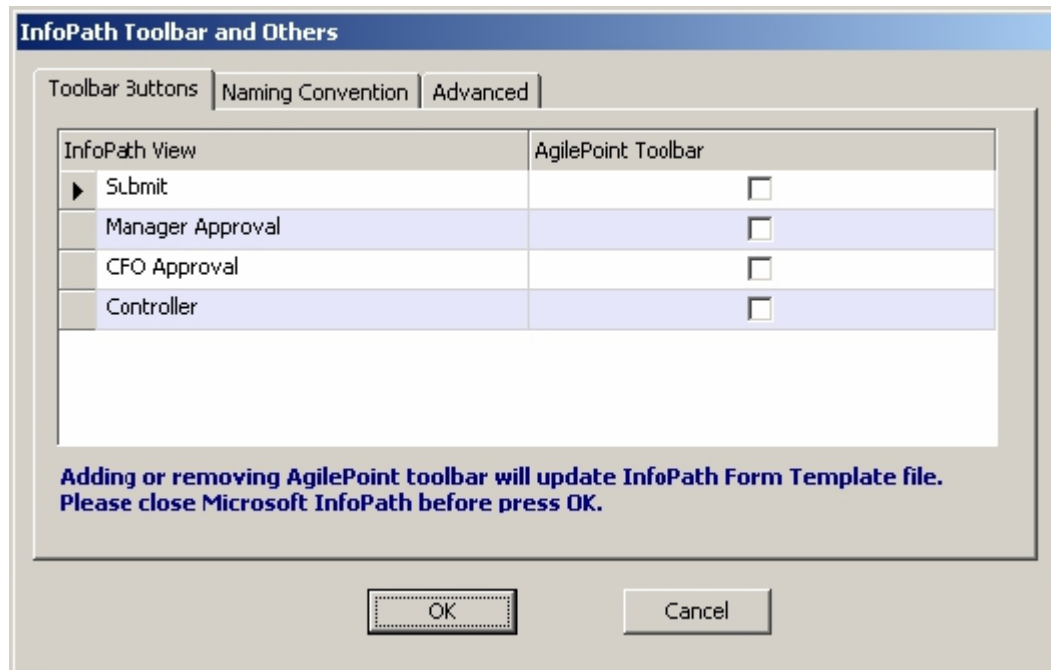 InfoPath Toolbar and Others
Toolbar Buttons Naming Convention Advanced
InfoPath View AgilePoint Toolbar
Submit
Manager Approval
CFO Approval
Controller
Adding or removing AgilePoint toolbar will update InfoPath Form Template file.
Please close Microsoft InfoPath before press OK.
OK Cancel